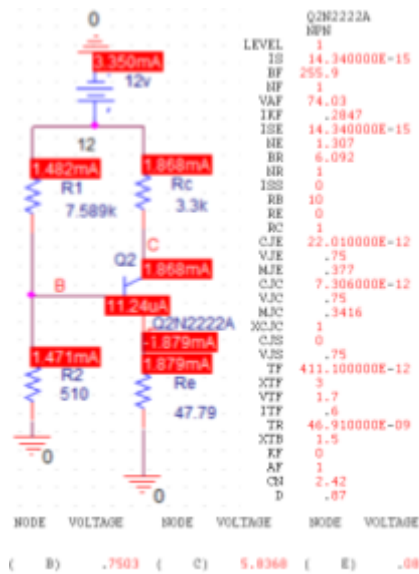 0
3.350mA
12v
12
1.482mA
R1
7.589k
1.868mA
Rc
3.3k
C
Q2
1.868mA
B
11.24uA
Q2N2222A
-1.879mA
1.471mA
R2
510
1.879mA
Re
47.79
0
0
Q2N2222A
NPN
LEVEL 1
IS 14.340000E-15
BF 255.9
NF 1
VAF 74.03
IKF .2847
ISE 14.340000E-15
NE 1.307
BR 6.092
NR 1
ISS 0
RB 10
RE 0
RC 1
CJE 22.010000E-12
VJE .75
MJE .377
CJC 7.306000E-12
VJC .75
MJC .3416
XCJC 1
CJS 0
VJS .75
TF 411.100000E-12
XTF 3
VTF 1.7
ITF .6
TR 46.910000E-09
XTB 1.5
KF 0
AF 1
CN 2.42
D .87
NODE VOLTAGE NODE VOLTAGE NODE VOLTAGE
( B) .7503 ( C) 5.8368 ( E) .08